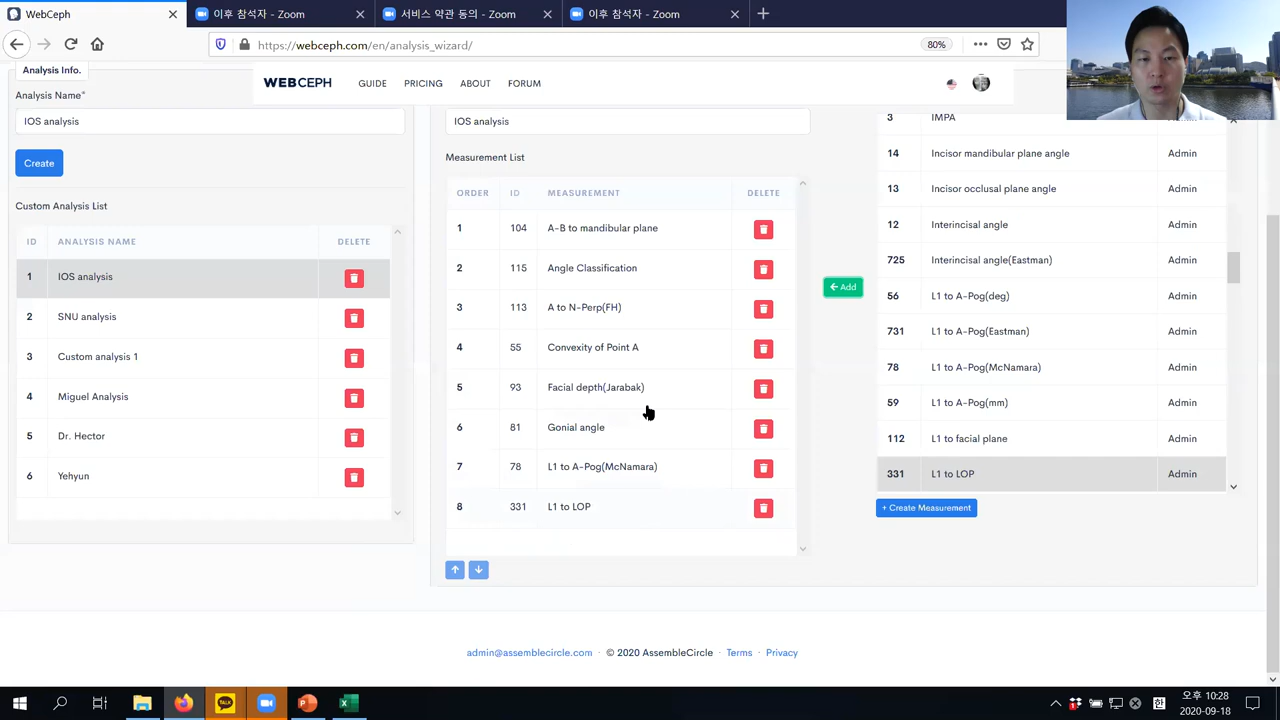 WebCeph
이후 참석자 - Zoom
서비스 약관 동의 - Zoom
이후 참석자 - Zoom
https://webceph.com/en/analysis_wizard/
80%
WEBCEPH
GUIDE
PRICING
ABOUT
FORUM
Analysis Info.
Analysis Name*
IOS analysis
Create
Custom Analysis List
ID ANALYSIS NAME DELETE
1 IOS analysis
2 SNU analysis
3 Custom analysis 1
4 Miguel Analysis
5 Dr. Hector
6 Yehyun
IOS analysis
Measurement List
ORDER ID MEASUREMENT DELETE
1 104 A-B to mandibular plane
2 115 Angle Classification
3 113 A to N-Perp(FH)
4 55 Convexity of Point A
5 93 Facial depth(Jarabak)
6 81 Gonial angle
7 78 L1 to A-Pog(McNamara)
8 331 L1 to LOP
Add
3 IMPA
14 Incisor mandibular plane angle Admin
13 Incisor occlusal plane angle Admin
12 Interincisal angle Admin
725 Interincisal angle(Eastman) Admin
56 L1 to A-Pog(deg) Admin
731 L1 to A-Pog(Eastman) Admin
78 L1 to A-Pog(McNamara) Admin
59 L1 to A-Pog(mm) Admin
112 L1 to facial plane Admin
331 L1 to LOP Admin
+ Create Measurement
admin@assemblecircle.com · © 2020 AssembleCircle · Terms · Privacy
TALK
오후 10:28
2020-09-18